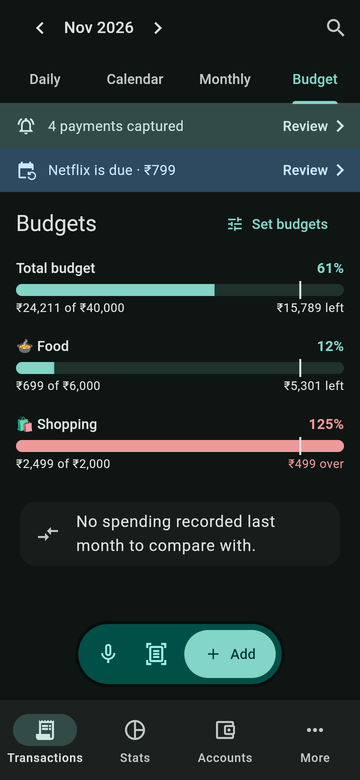 Nov 2026
Daily
Calendar
Monthly
Budget
4 payments captured
Review
Netflix is due · ₹799
Review
Budgets
Set budgets
Total budget
61%
₹24,211 of ₹40,000
₹15,789 left
Food
12%
₹699 of ₹6,000
₹5,301 left
Shopping
125%
₹2,499 of ₹2,000
₹499 over
No spending recorded last
month to compare with.
+ Add
Transactions
Stats
Accounts
More